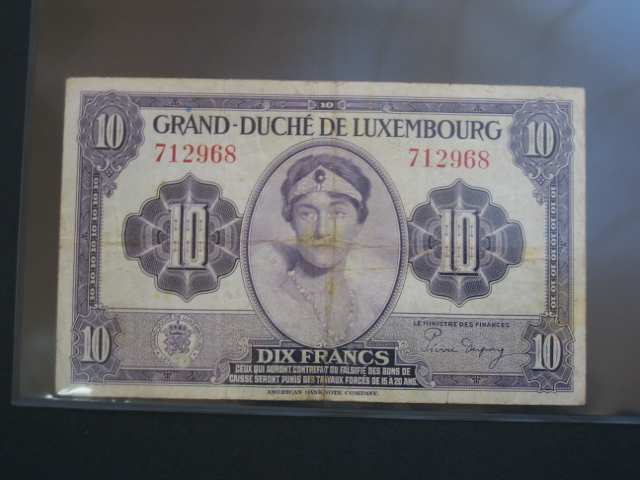 10
10 10
GRAND-DUCHÉ DE LUXEMBOURG
712968 712968
10 10
LE MINISTRE DES FINANCES
Pierre Dupong
10 10
DIX FRANCS
CEUX QUI AURONT CONTREFAIT OU FALSIFIÉ DES BONS DE
CAISSE SERONT PUNIS DES TRAVAUX FORCÉS DE 15 À 20 ANS.
AMERICAN BANK NOTE COMPANY.